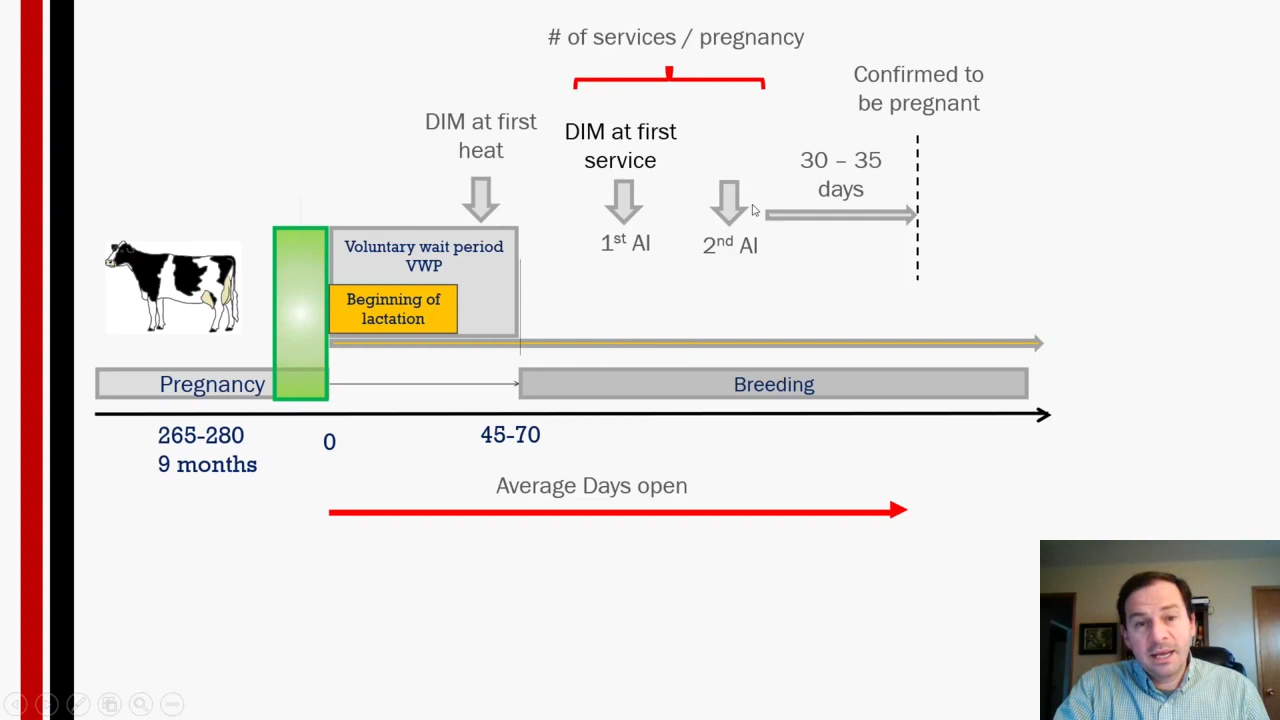 # of services / pregnancy
Confirmed to
be pregnant
DIM at first
heat
DIM at first
service
30 – 35
days
1st AI
2nd AI
Voluntary wait period
VWP
Beginning of
lactation
Pregnancy
Breeding
265-280
9 months
0
45-70
Average Days open